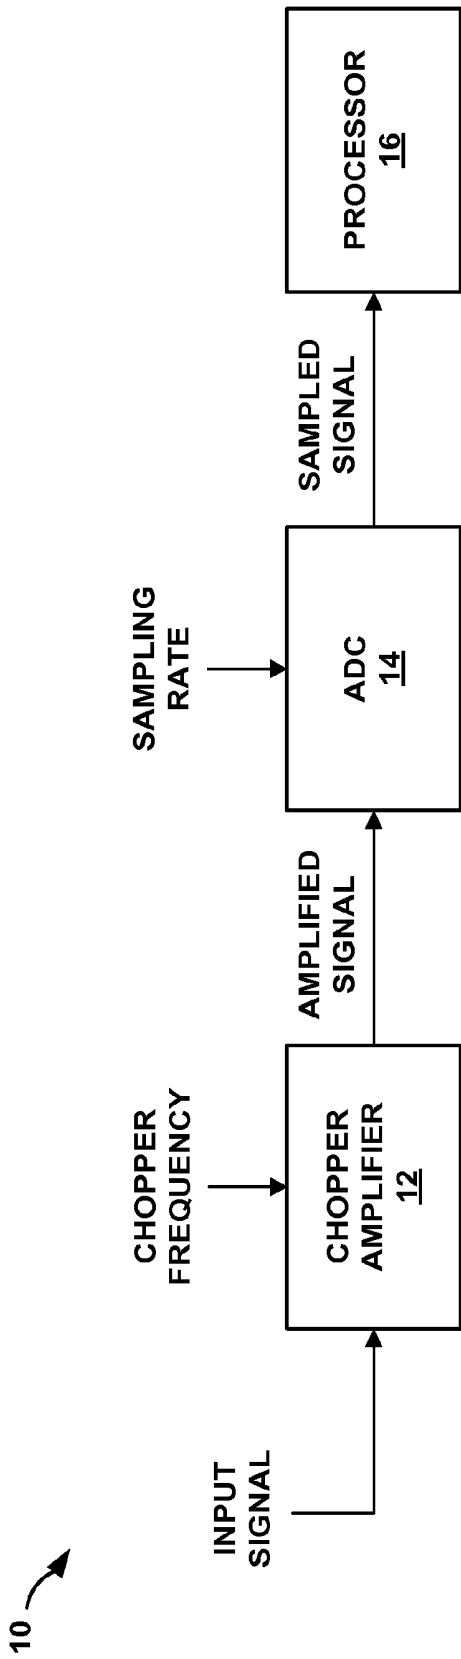 10
INPUT
SIGNAL
CHOPPER
FREQUENCY
CHOPPER
AMPLIFIER
12
AMPLIFIED
SIGNAL
SAMPLING
RATE
ADC
14
SAMPLED
SIGNAL
PROCESSOR
16